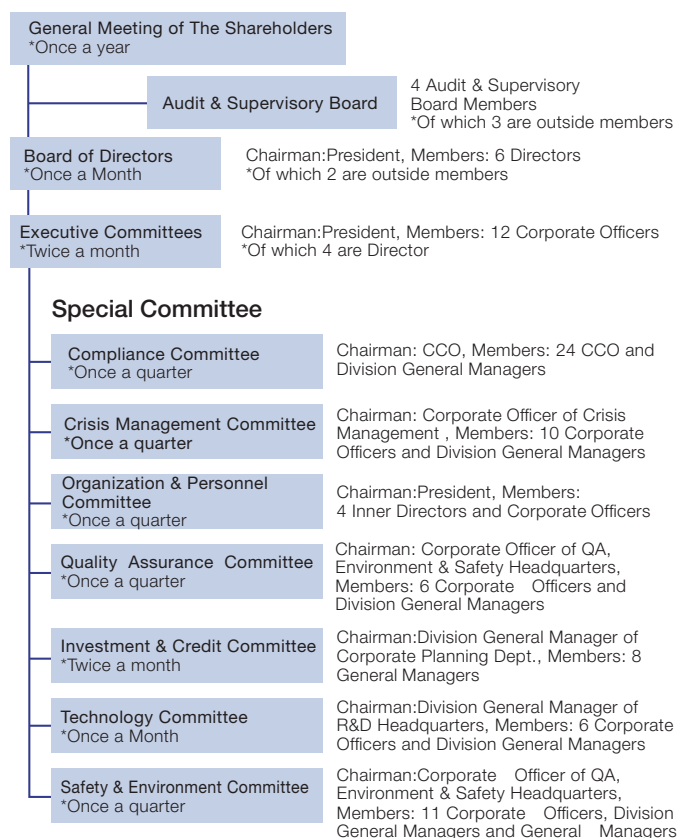 General Meeting of The Shareholders
*Once a year
Audit & Supervisory Board
4 Audit & Supervisory
Board Members
*Of which 3 are outside members
Board of Directors
*Once a Month
Chairman:President, Members: 6 Directors
*Of which 2 are outside members
Executive Committees
*Twice a month
Chairman:President, Members: 12 Corporate Officers
*Of which 4 are Director
Special Committee
Compliance Committee
*Once a quarter
Chairman: CCO, Members: 24 CCO and
Division General Managers
Crisis Management Committee
*Once a quarter
Chairman: Corporate Officer of Crisis
Management , Members: 10 Corporate
Officers and Division General Managers
Organization & Personnel
Committee
*Once a quarter
Chairman:President, Members:
4 Inner Directors and Corporate Officers
Quality Assurance Committee
*Once a quarter
Chairman: Corporate Officer of QA,
Environment & Safety Headquarters,
Members: 6 Corporate Officers and
Division General Managers
Investment & Credit Committee
*Twice a month
Chairman:Division General Manager of
Corporate Planning Dept., Members: 8
General Managers
Technology Committee
*Once a Month
Chairman:Division General Manager of
R&D Headquarters, Members: 6 Corporate
Officers and Division General Managers
Safety & Environment Committee
*Once a quarter
Chairman:Corporate Officer of QA,
Environment & Safety Headquarters,
Members: 11 Corporate Officers, Division
General Managers and General Managers